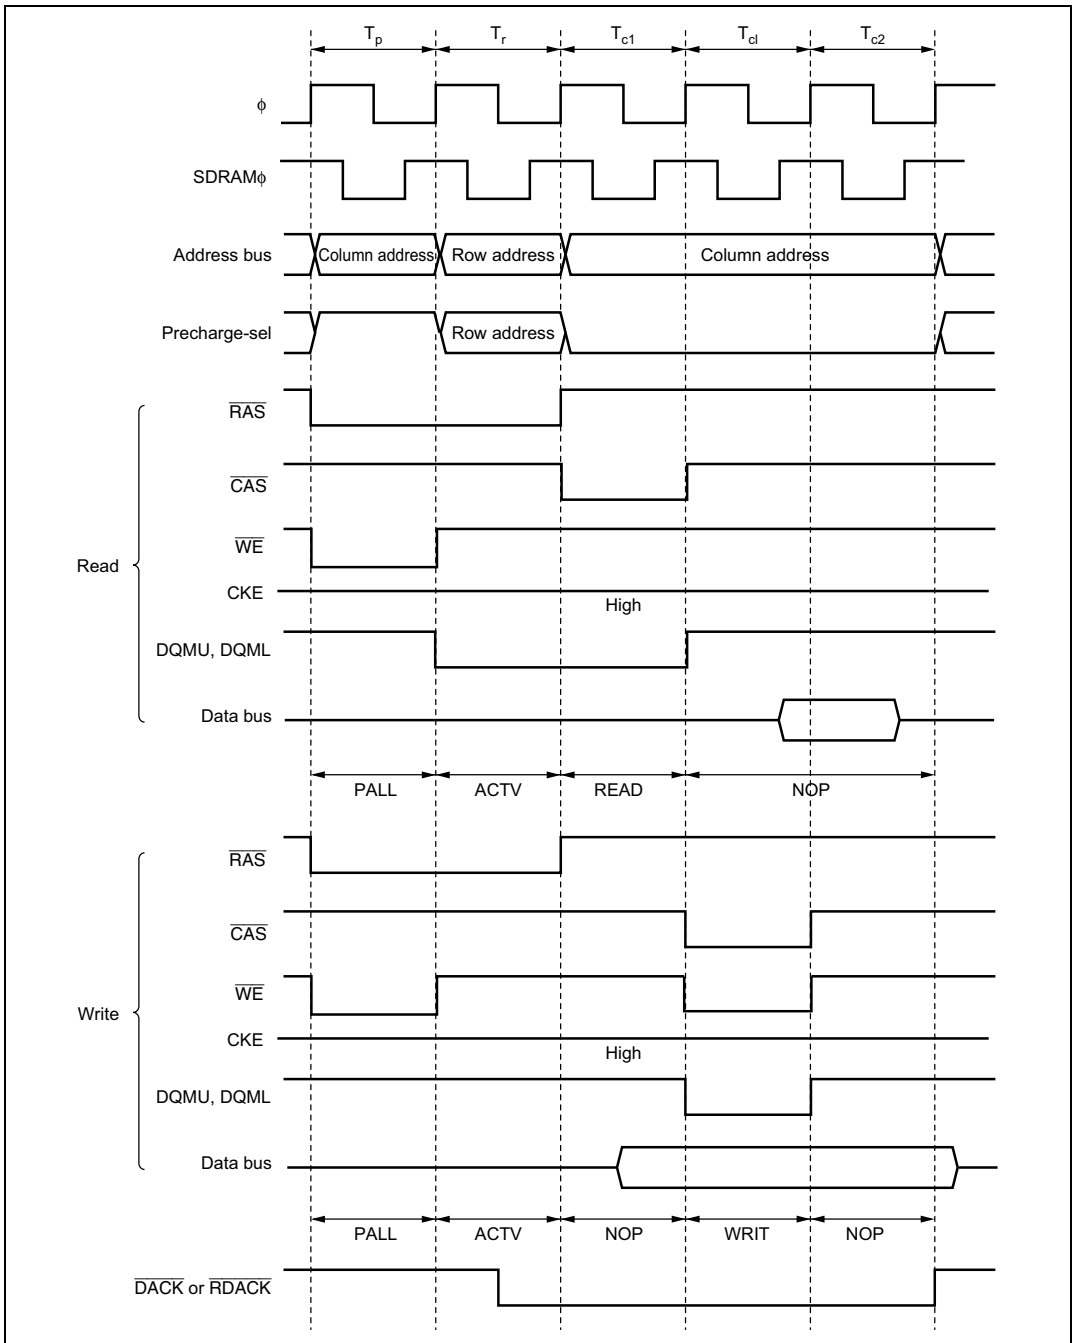 Tp Tr Tc1 Tcl Tc2
ϕ
SDRAMϕ
Address bus Column address Row address Column address
Precharge-sel Row address
Read
RAS
CAS
WE
CKE High
DQMU, DQML
Data bus
PALL ACTV READ NOP
Write
RAS
CAS
WE
CKE High
DQMU, DQML
Data bus
PALL ACTV NOP WRIT NOP
DACK or RDACK